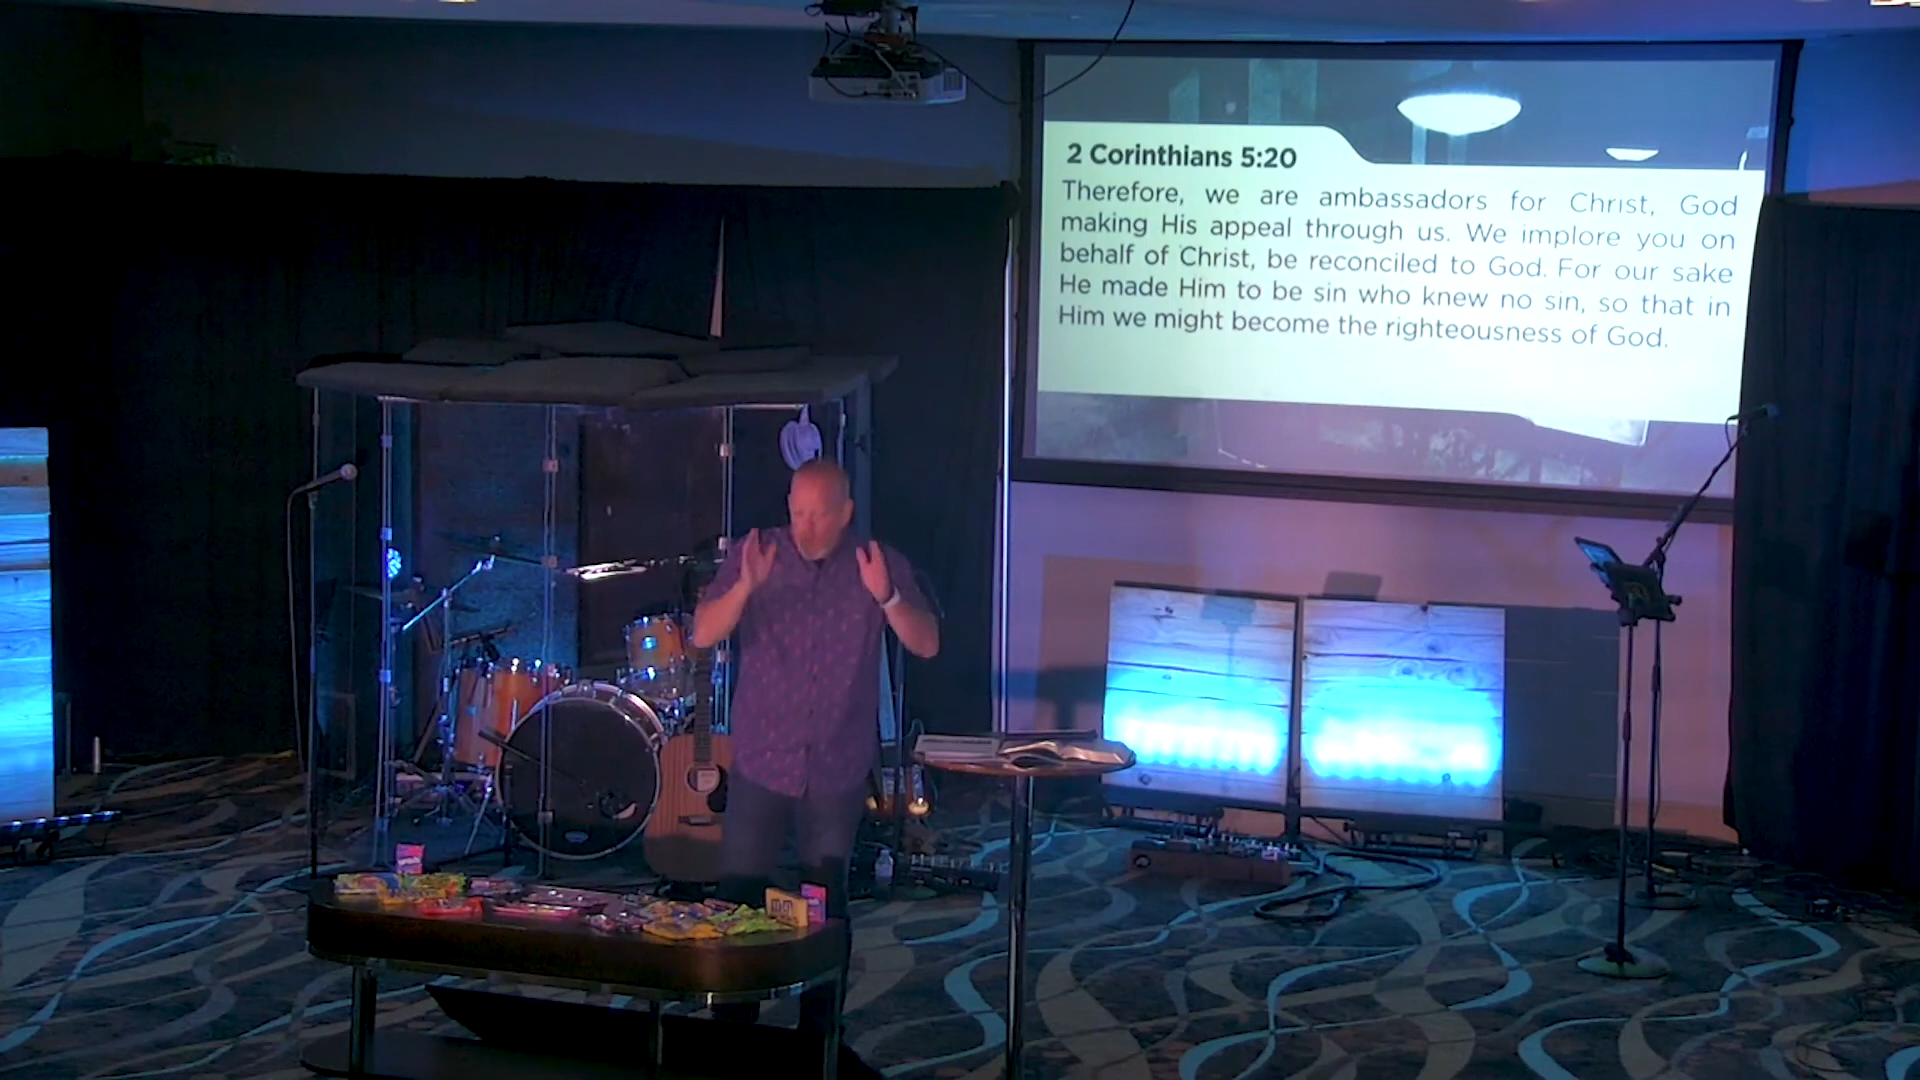 2 Corinthians 5:20
Therefore, we are ambassadors for Christ, God
making His appeal through us. We implore you on
behalf of Christ, be reconciled to God. For our sake
He made Him to be sin who knew no sin, so that in
Him we might become the righteousness of God.